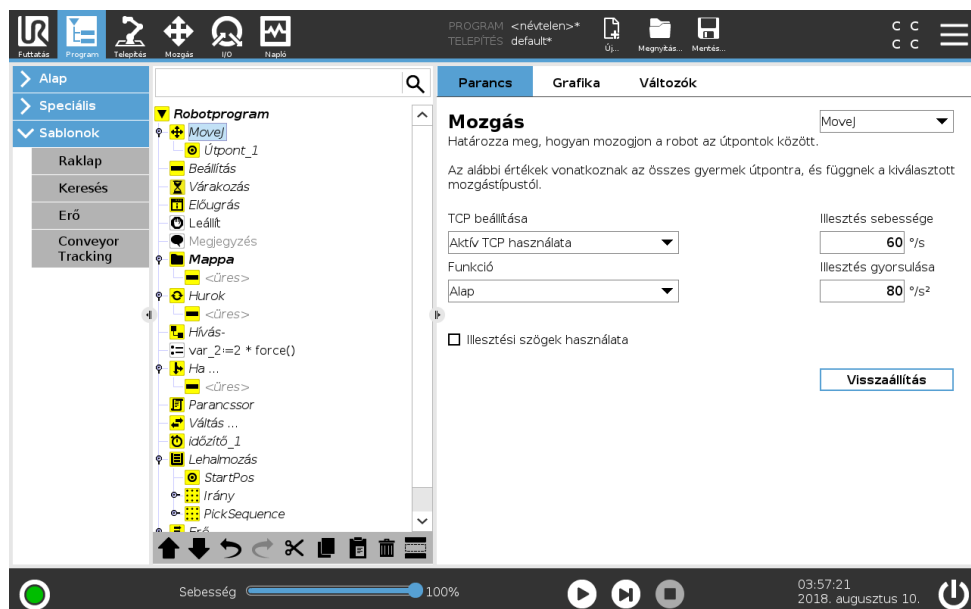 UR
Futtatás
Program
Telepítés
Mozgás
I/O
Napló
PROGRAM <névtelen>*
TELEPÍTÉS default*
Új...
Megnyitás...
Mentés...
C C
C C
Alap
Speciális
Sablonok
Raklap
Keresés
Erő
Conveyor
Tracking
Robotprogram
MoveJ
Útpont_1
Beállítás
Várakozás
Előugrás
Leállít
Megjegyzés
Mappa
<üres>
Hurok
<üres>
Hívás-
var_2:=2 * force()
Ha ...
<üres>
Parancssor
Váltás ...
időzítő_1
Lehalmozás
StartPos
Irány
PickSequence
Erő
Parancs
Grafika
Változók
Mozgás
MoveJ
Határozza meg, hogyan mozogjon a robot az útpontok között.
Az alábbi értékek vonatkoznak az összes gyermek útpontra, és függnek a kiválasztott
mozgástípustól.
TCP beállítása
Illesztés sebessége
Aktív TCP használata
60 °/s
Funkció
Illesztés gyorsulása
Alap
80 °/s²
Illesztési szögek használata
Visszaállítás
Sebesség
100%
03:57:21
2018. augusztus 10.